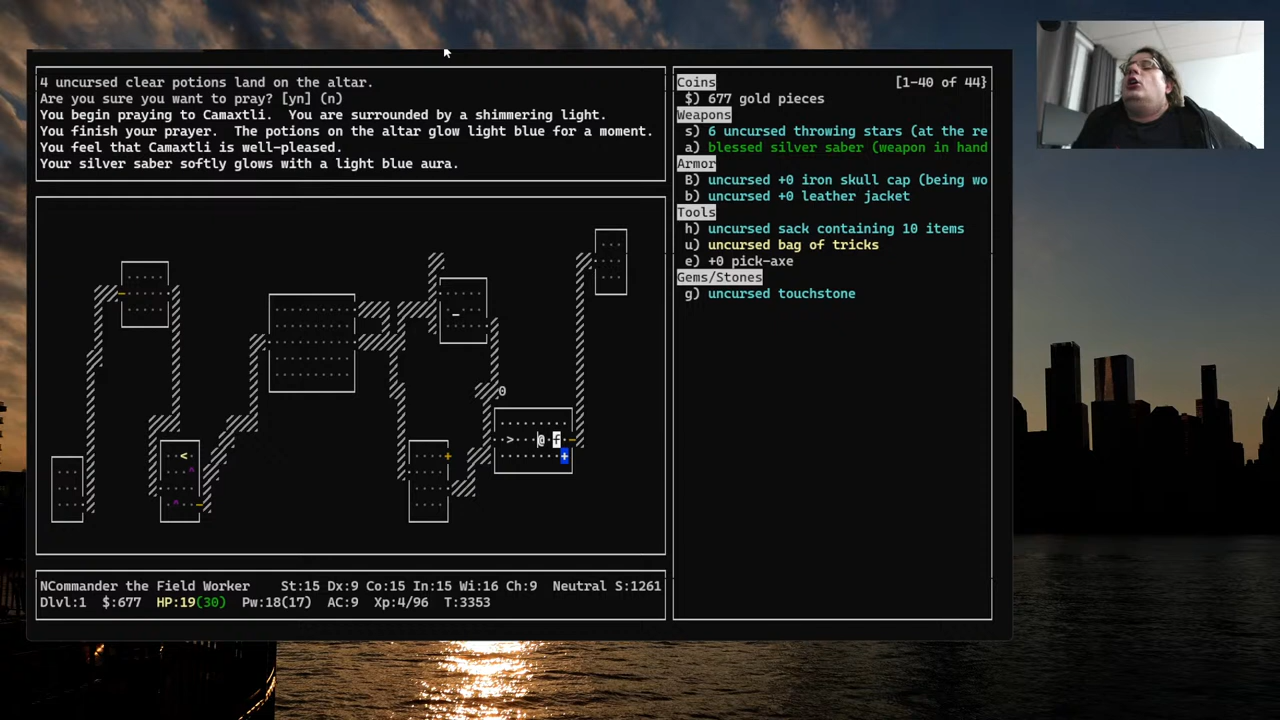 4 uncursed clear potions land on the altar.
Are you sure you want to pray? [yn] (n)
You begin praying to Camaxtli.  You are surrounded by a shimmering light.
You finish your prayer.  The potions on the altar glow light blue for a moment.
You feel that Camaxtli is well-pleased.
Your silver saber softly glows with a light blue aura.
NCommander the Field Worker    St:15 Dx:9 Co:15 In:15 Wi:16 Ch:9  Neutral S:1261
Dlvl:1  $:677  HP:19(30)  Pw:18(17)  AC:9  Xp:4/96  T:3353
Coins [1-40 of 44}
$) 677 gold pieces
Weapons
s) 6 uncursed throwing stars (at the re
a) blessed silver saber (weapon in hand
Armor
B) uncursed +0 iron skull cap (being wo
b) uncursed +0 leather jacket
Tools
h) uncursed sack containing 10 items
u) uncursed bag of tricks
e) +0 pick-axe
Gems/Stones
g) uncursed touchstone